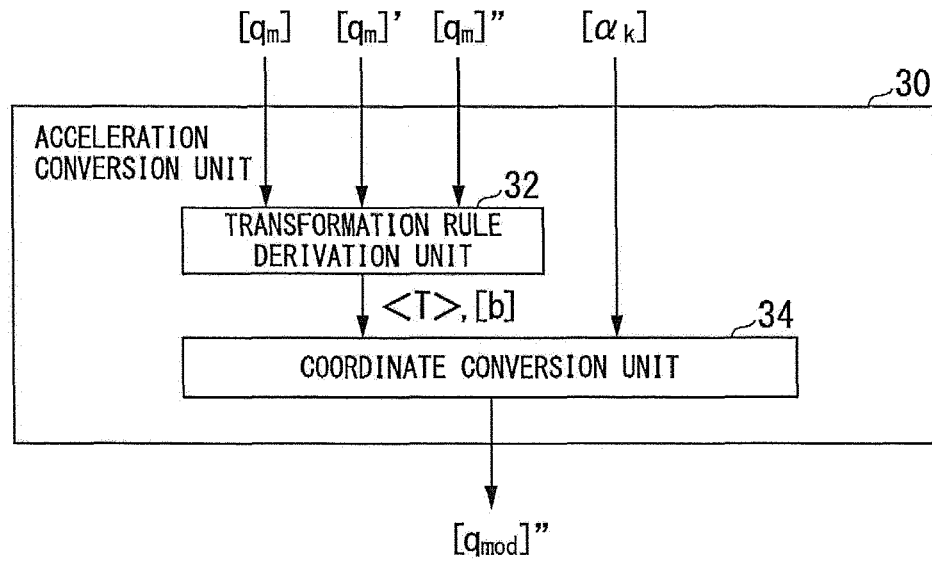 [qm] [qm]’ [qm]” [αk]
30
ACCELERATION
CONVERSION UNIT
32
TRANSFORMATION RULE
DERIVATION UNIT
<T>,[b]
34
COORDINATE CONVERSION UNIT
[qmod]”